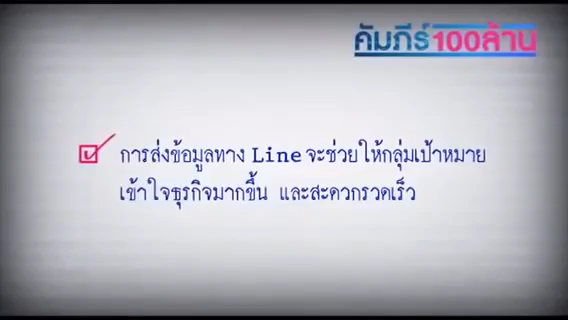 คัมภีร์100ล้าน
การส่งข้อมูลทาง Line จะช่วยให้กลุ่มเป้าหมาย
เข้าใจธุรกิจมากขึ้น และสะดวกรวดเร็ว